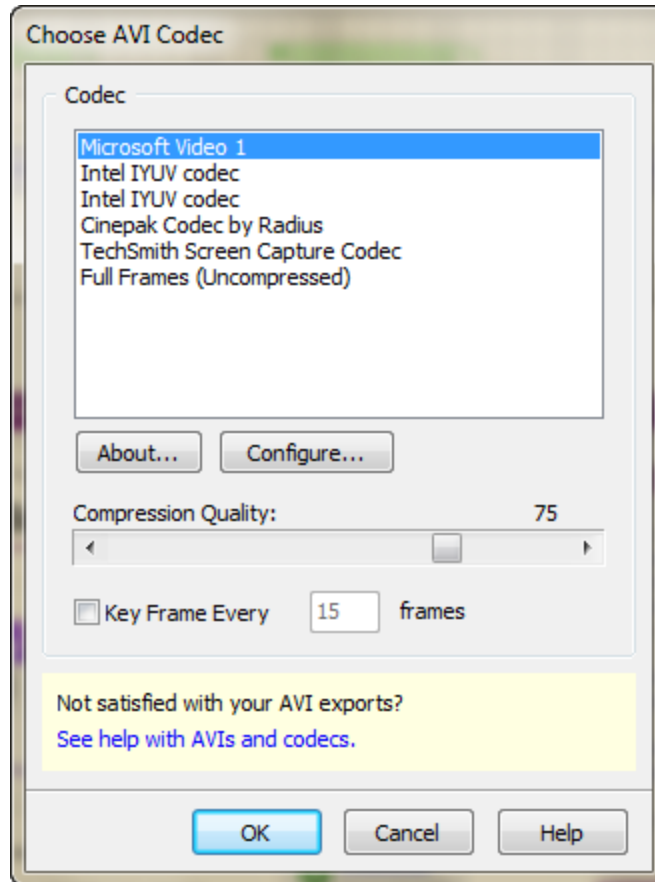 Choose AVI Codec
Codec
Microsoft Video 1
Intel IYUV codec
Intel IYUV codec
Cinepak Codec by Radius
TechSmith Screen Capture Codec
Full Frames (Uncompressed)
About... Configure...
Compression Quality: 75
Key Frame Every 15 frames
Not satisfied with your AVI exports?
See help with AVIs and codecs.
OK Cancel Help